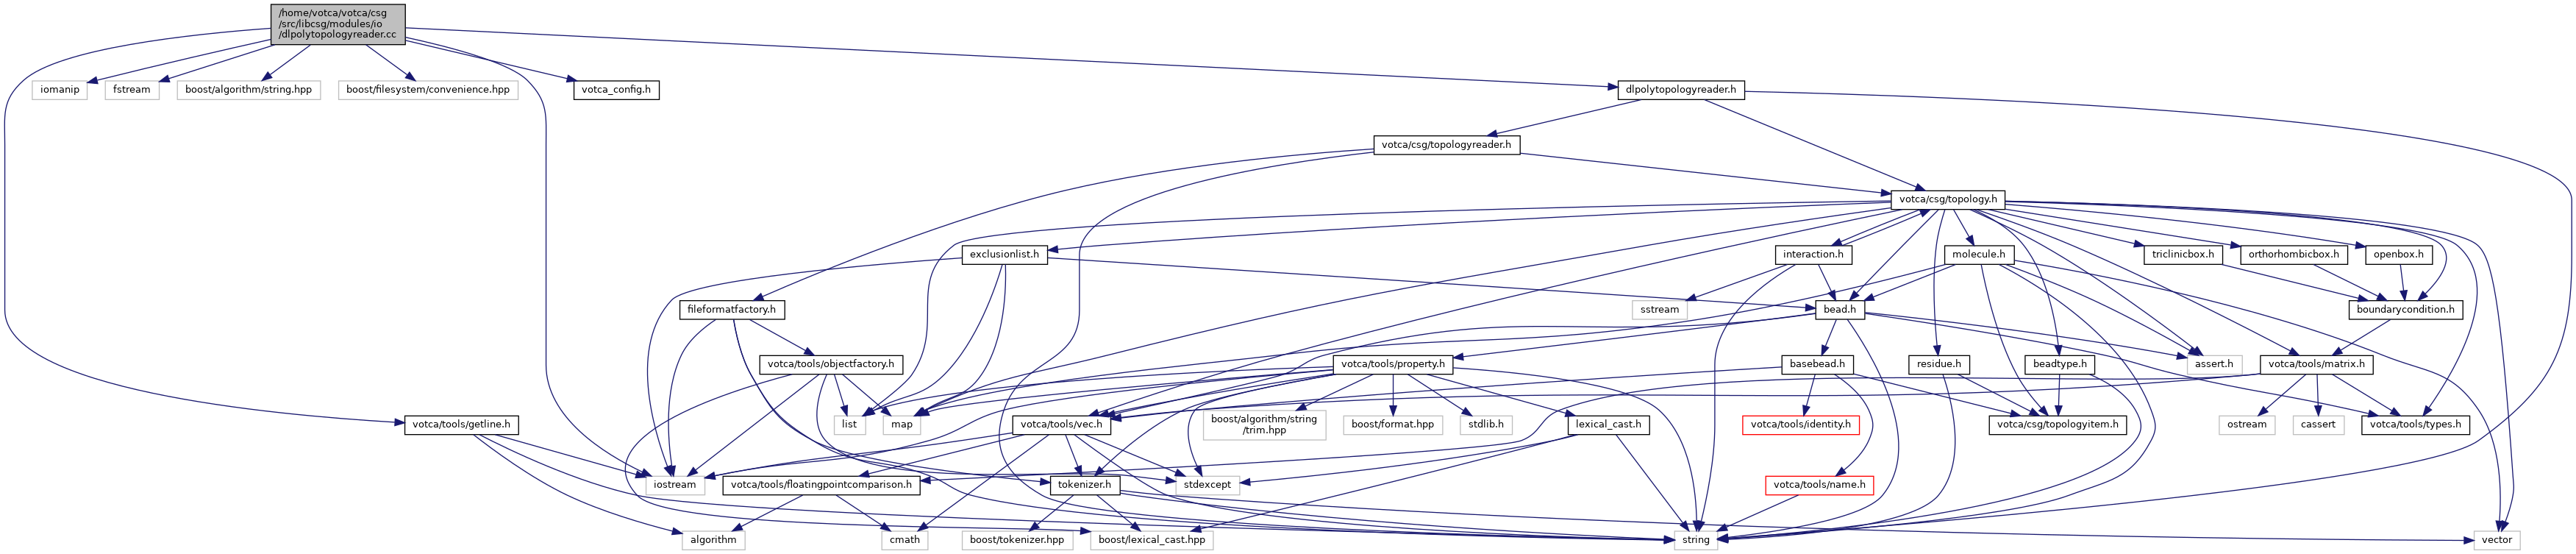 /home/votca/votca/csg
/src/libcsg/modules/io
/dlpolytopologyreader.cc
iomanip
fstream
boost/algorithm/string.hpp
boost/filesystem/convenience.hpp
votca_config.h
dlpolytopologyreader.h
votca/csg/topologyreader.h
votca/csg/topology.h
exclusionlist.h
interaction.h
molecule.h
triclinicbox.h
orthorhombicbox.h
openbox.h
fileformatfactory.h
sstream
bead.h
boundarycondition.h
votca/tools/objectfactory.h
votca/tools/property.h
basebead.h
residue.h
beadtype.h
assert.h
votca/tools/matrix.h
votca/tools/getline.h
list
map
votca/tools/vec.h
boost/algorithm/string
/trim.hpp
boost/format.hpp
stdlib.h
lexical_cast.h
votca/tools/identity.h
votca/csg/topologyitem.h
ostream
cassert
votca/tools/types.h
iostream
votca/tools/floatingpointcomparison.h
tokenizer.h
stdexcept
votca/tools/name.h
algorithm
cmath
boost/tokenizer.hpp
boost/lexical_cast.hpp
string
vector